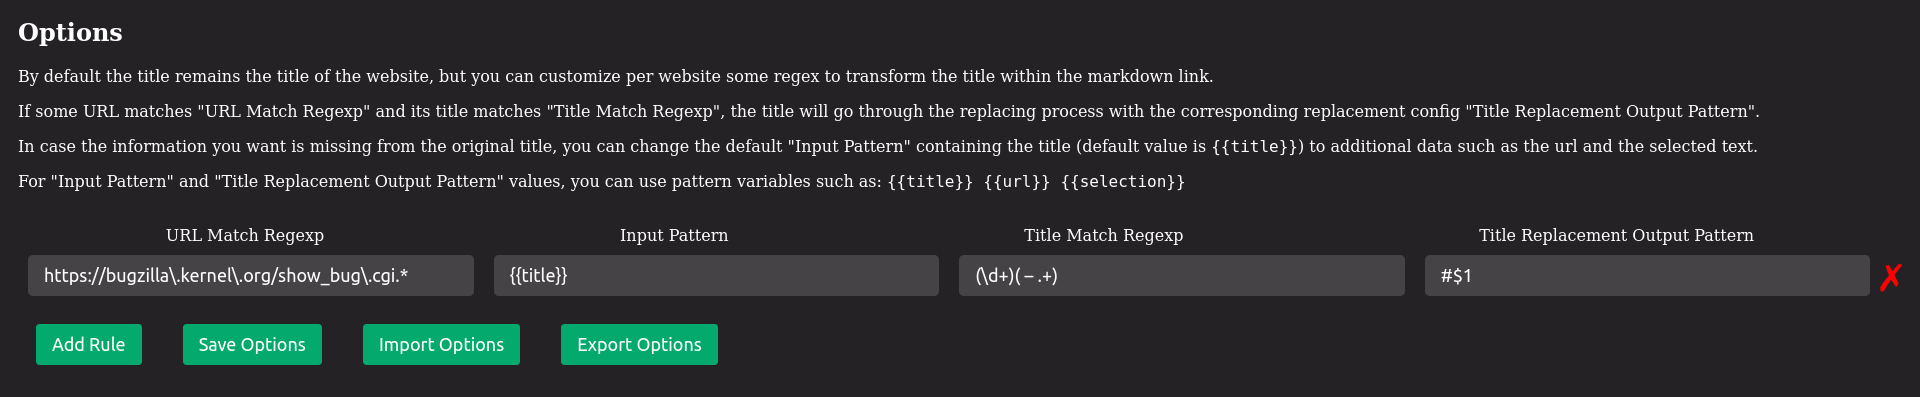 Options
By default the title remains the title of the website, but you can customize per website some regex to transform the title within the markdown link.
If some URL matches "URL Match Regexp" and its title matches "Title Match Regexp", the title will go through the replacing process with the corresponding replacement config "Title Replacement Output Pattern".
In case the information you want is missing from the original title, you can change the default "Input Pattern" containing the title (default value is {{title}}) to additional data such as the url and the selected text.
For "Input Pattern" and "Title Replacement Output Pattern" values, you can use pattern variables such as: {{title}} {{url}} {{selection}}
URL Match Regexp Input Pattern Title Match Regexp Title Replacement Output Pattern
https://bugzilla\.kernel\.org/show_bug\.cgi.* {{title}} (\d+)( – .+) #$1 ✗
Add Rule Save Options Import Options Export Options